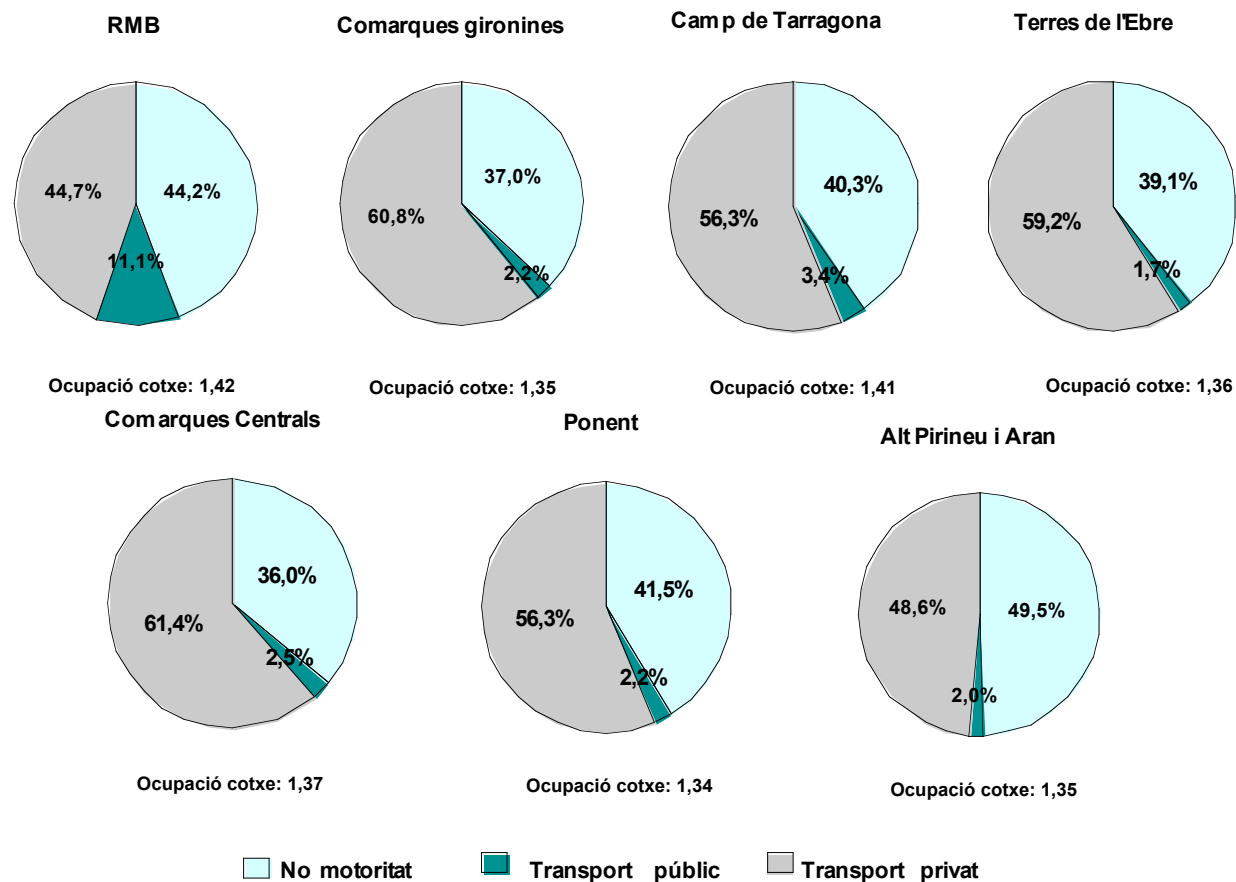 RMB
Comarques gironines
Camp de Tarragona
Terres de l'Ebre
44,7%
44,2%
11,1%
60,8%
37,0%
2,2%
56,3%
40,3%
3,4%
59,2%
39,1%
1,7%
Ocupació cotxe: 1,42
Ocupació cotxe: 1,35
Ocupació cotxe: 1,41
Ocupació cotxe: 1,36
Comarques Centrals
Ponent
Alt Pirineu i Aran
61,4%
36,0%
2,5%
56,3%
41,5%
2,2%
48,6%
49,5%
2,0%
Ocupació cotxe: 1,37
Ocupació cotxe: 1,34
Ocupació cotxe: 1,35
No motoritat
Transport públic
Transport privat